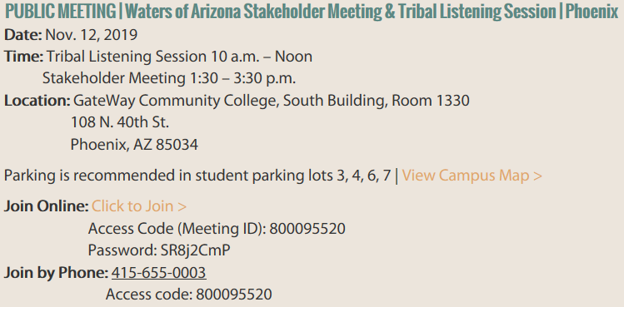 PUBLIC MEETING | Waters of Arizona Stakeholder Meeting & Tribal Listening Session | Phoenix
Date: Nov. 12, 2019
Time: Tribal Listening Session 10 a.m. – Noon
Stakeholder Meeting 1:30 – 3:30 p.m.
Location: GateWay Community College, South Building, Room 1330
108 N. 40th St.
Phoenix, AZ 85034
Parking is recommended in student parking lots 3, 4, 6, 7 | View Campus Map >
Join Online: Click to Join >
Access Code (Meeting ID): 800095520
Password: SR8j2CmP
Join by Phone: 415-655-0003
Access code: 800095520